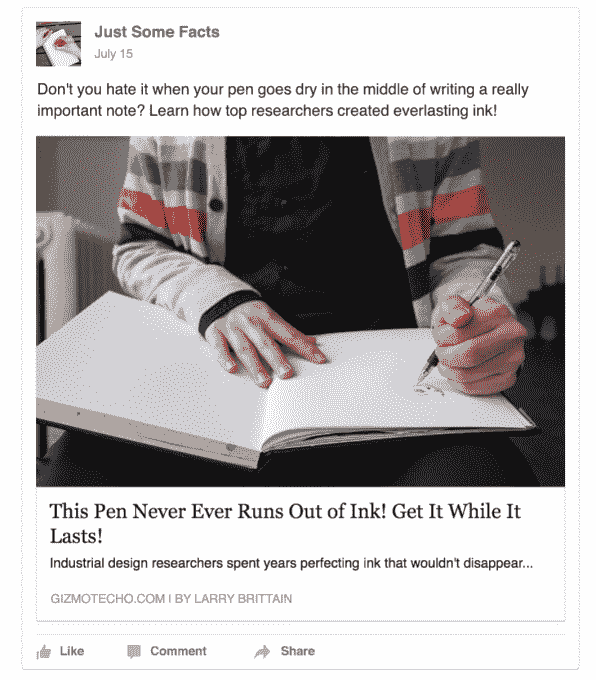 Just Some Facts
July 15
Don't you hate it when your pen goes dry in the middle of writing a really
important note? Learn how top researchers created everlasting ink!
This Pen Never Ever Runs Out of Ink! Get It While It
Lasts!
Industrial design researchers spent years perfecting ink that wouldn't disappear...
GIZMOTECHO.COM | BY LARRY BRITTAIN
Like
Comment
Share